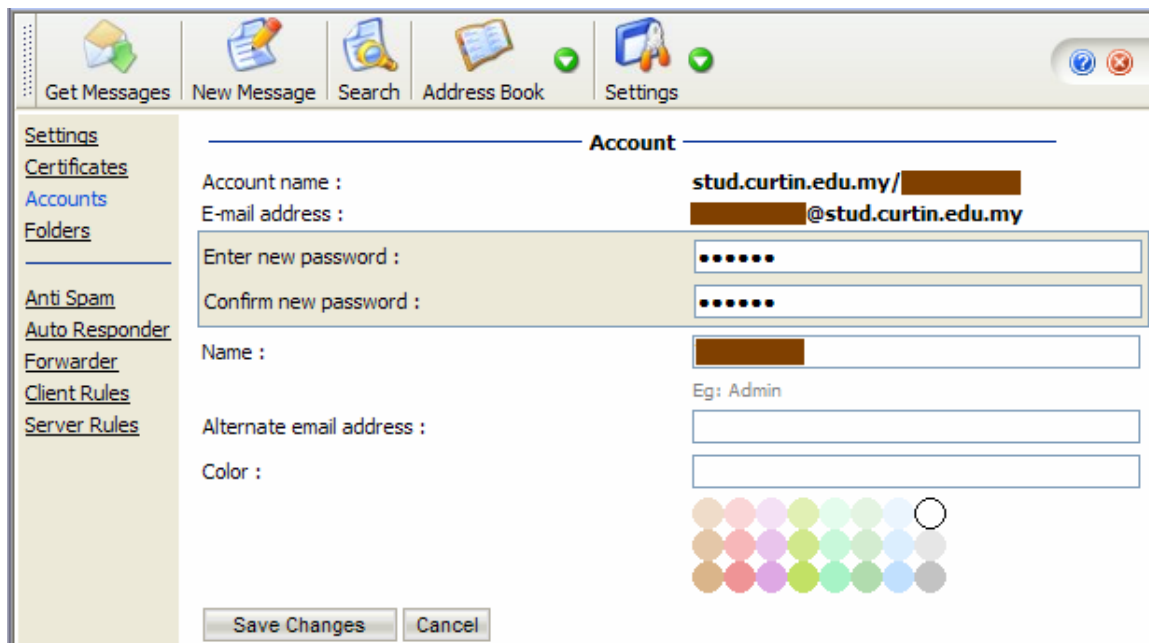 Get Messages New Message Search Address Book Settings
Settings
Certificates
Accounts
Folders
Anti Spam
Auto Responder
Forwarder
Client Rules
Server Rules
Account
Account name : stud.curtin.edu.my/
E-mail address : @stud.curtin.edu.my
Enter new password : ••••••
Confirm new password : ••••••
Name :
Eg: Admin
Alternate email address :
Color :
Save Changes Cancel